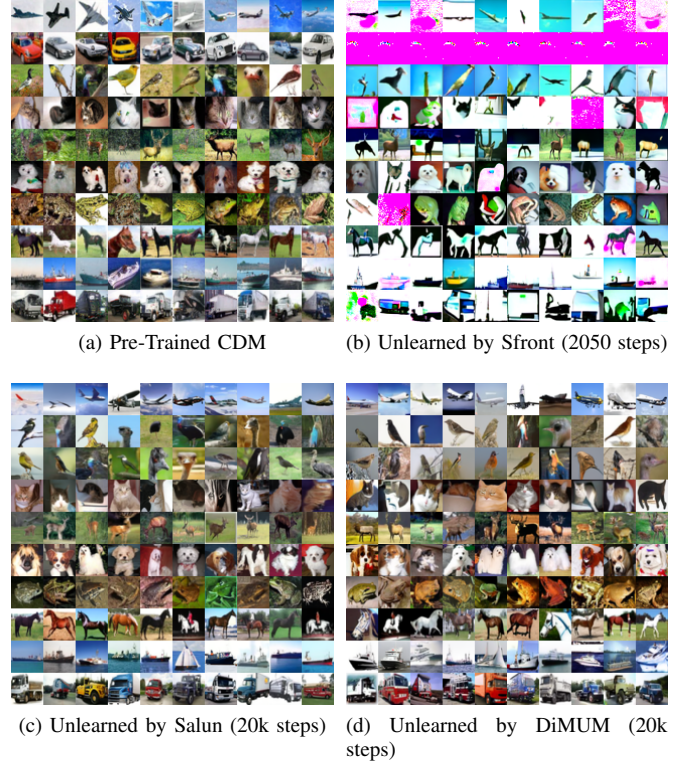 (a) Pre-Trained CDM
(b) Unlearned by Sfront (2050 steps)
(c) Unlearned by Salun (20k steps)
(d) Unlearned by DiMUM (20k
steps)